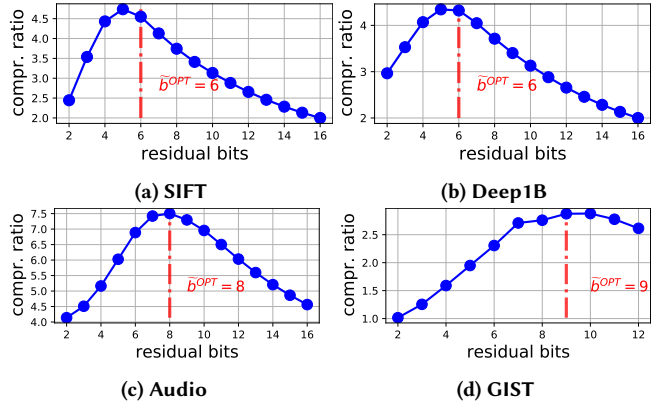 compr. ratio
4.5
4.0
3.5
3.0
2.5
2.0
b̃^OPT = 6
2 4 6 8 10 12 14 16
residual bits
(a) SIFT
compr. ratio
4
3
2
b̃^OPT = 6
2 4 6 8 10 12 14 16
residual bits
(b) Deep1B
compr. ratio
7.5
7.0
6.5
6.0
5.5
5.0
4.5
4.0
b̃^OPT = 8
2 4 6 8 10 12 14 16
residual bits
(c) Audio
compr. ratio
2.5
2.0
1.5
1.0
b̃^OPT = 9
2 4 6 8 10 12
residual bits
(d) GIST